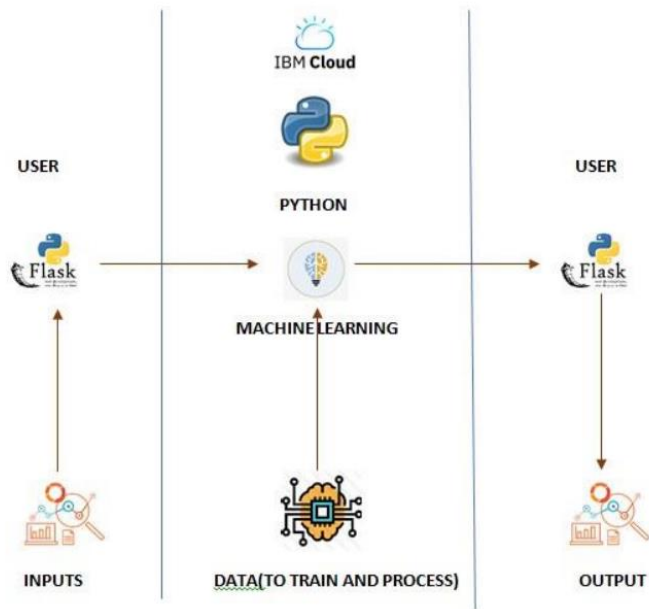 IBM Cloud
USER
USER
PYTHON
Flask
Flask
MACHINE LEARNING
INPUTS
DATA(TO TRAIN AND PROCESS)
OUTPUT